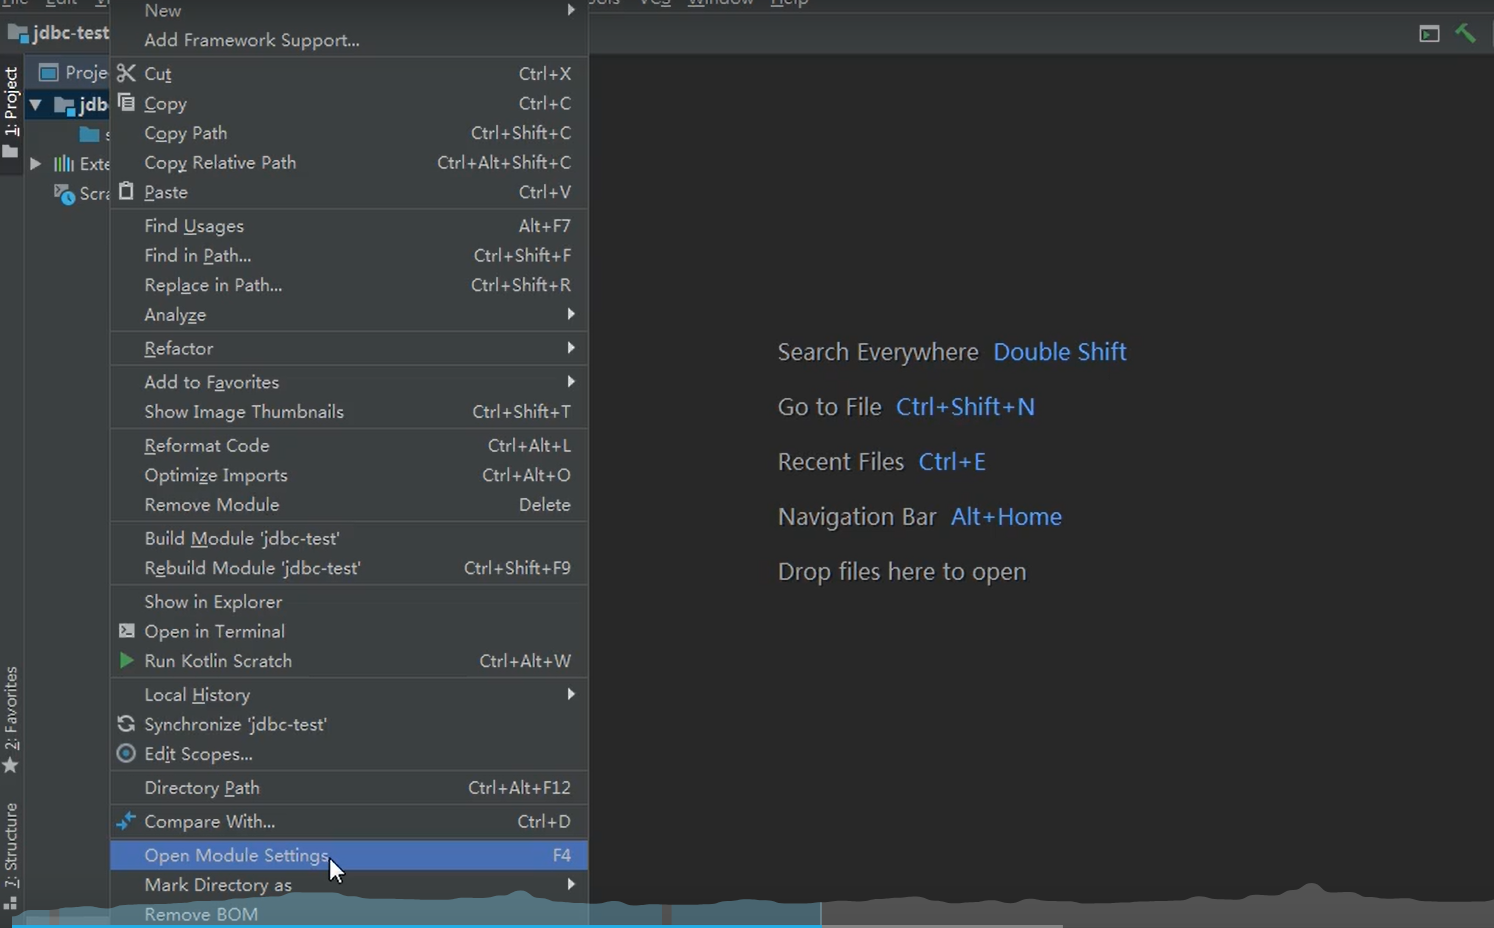 New
Add Framework Support...
Cut Ctrl+X
Copy Ctrl+C
Copy Path Ctrl+Shift+C
Copy Relative Path Ctrl+Alt+Shift+C
Paste Ctrl+V
Find Usages Alt+F7
Find in Path... Ctrl+Shift+F
Replace in Path... Ctrl+Shift+R
Analyze
Refactor
Add to Favorites
Show Image Thumbnails Ctrl+Shift+T
Reformat Code Ctrl+Alt+L
Optimize Imports Ctrl+Alt+O
Remove Module Delete
Build Module 'jdbc-test'
Rebuild Module 'jdbc-test' Ctrl+Shift+F9
Show in Explorer
Open in Terminal
Run Kotlin Scratch Ctrl+Alt+W
Local History
Synchronize 'jdbc-test'
Edit Scopes...
Directory Path Ctrl+Alt+F12
Compare With... Ctrl+D
Open Module Settings F4
Mark Directory as
Remove BOM
jdbc-test
Proje
jdb
Exte
Scra
1: Project
2: Favorites
7: Structure
Search Everywhere Double Shift
Go to File Ctrl+Shift+N
Recent Files Ctrl+E
Navigation Bar Alt+Home
Drop files here to open